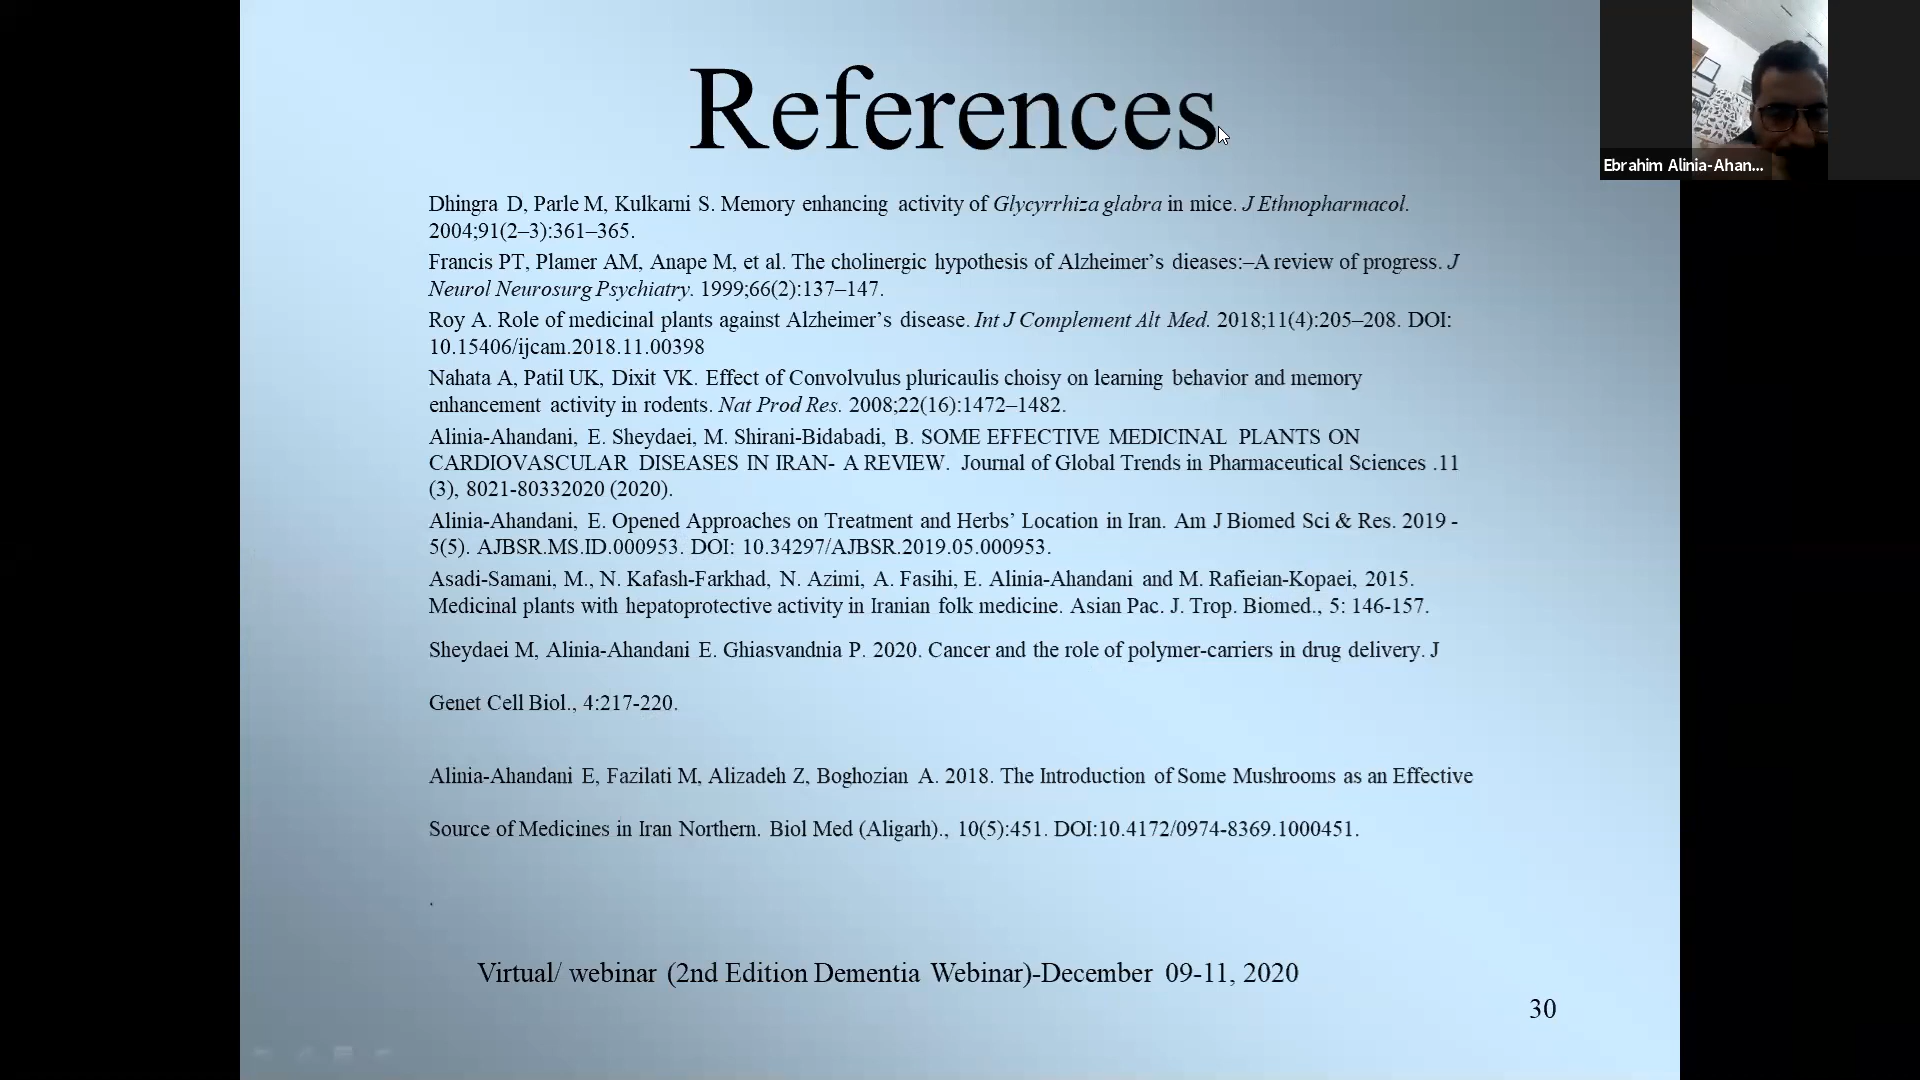 References
Ebrahim Alinia-Ahan...
Dhingra D, Parle M, Kulkarni S. Memory enhancing activity of Glycyrrhiza glabra in mice. J Ethnopharmacol.
2004;91(2–3):361–365.
Francis PT, Plamer AM, Anape M, et al. The cholinergic hypothesis of Alzheimer’s dieases:–A review of progress. J
Neurol Neurosurg Psychiatry. 1999;66(2):137–147.
Roy A. Role of medicinal plants against Alzheimer’s disease. Int J Complement Alt Med. 2018;11(4):205–208. DOI:
10.15406/ijcam.2018.11.00398
Nahata A, Patil UK, Dixit VK. Effect of Convolvulus pluricaulis choisy on learning behavior and memory
enhancement activity in rodents. Nat Prod Res. 2008;22(16):1472–1482.
Alinia-Ahandani, E. Sheydaei, M. Shirani-Bidabadi, B. SOME EFFECTIVE MEDICINAL PLANTS ON
CARDIOVASCULAR DISEASES IN IRAN- A REVIEW. Journal of Global Trends in Pharmaceutical Sciences .11
(3), 8021-80332020 (2020).
Alinia-Ahandani, E. Opened Approaches on Treatment and Herbs’ Location in Iran. Am J Biomed Sci & Res. 2019 -
5(5). AJBSR.MS.ID.000953. DOI: 10.34297/AJBSR.2019.05.000953.
Asadi-Samani, M., N. Kafash-Farkhad, N. Azimi, A. Fasihi, E. Alinia-Ahandani and M. Rafieian-Kopaei, 2015.
Medicinal plants with hepatoprotective activity in Iranian folk medicine. Asian Pac. J. Trop. Biomed., 5: 146-157.
Sheydaei M, Alinia-Ahandani E. Ghiasvandnia P. 2020. Cancer and the role of polymer-carriers in drug delivery. J
Genet Cell Biol., 4:217-220.
Alinia-Ahandani E, Fazilati M, Alizadeh Z, Boghozian A. 2018. The Introduction of Some Mushrooms as an Effective
Source of Medicines in Iran Northern. Biol Med (Aligarh)., 10(5):451. DOI:10.4172/0974-8369.1000451.
.
Virtual/ webinar (2nd Edition Dementia Webinar)-December 09-11, 2020
30